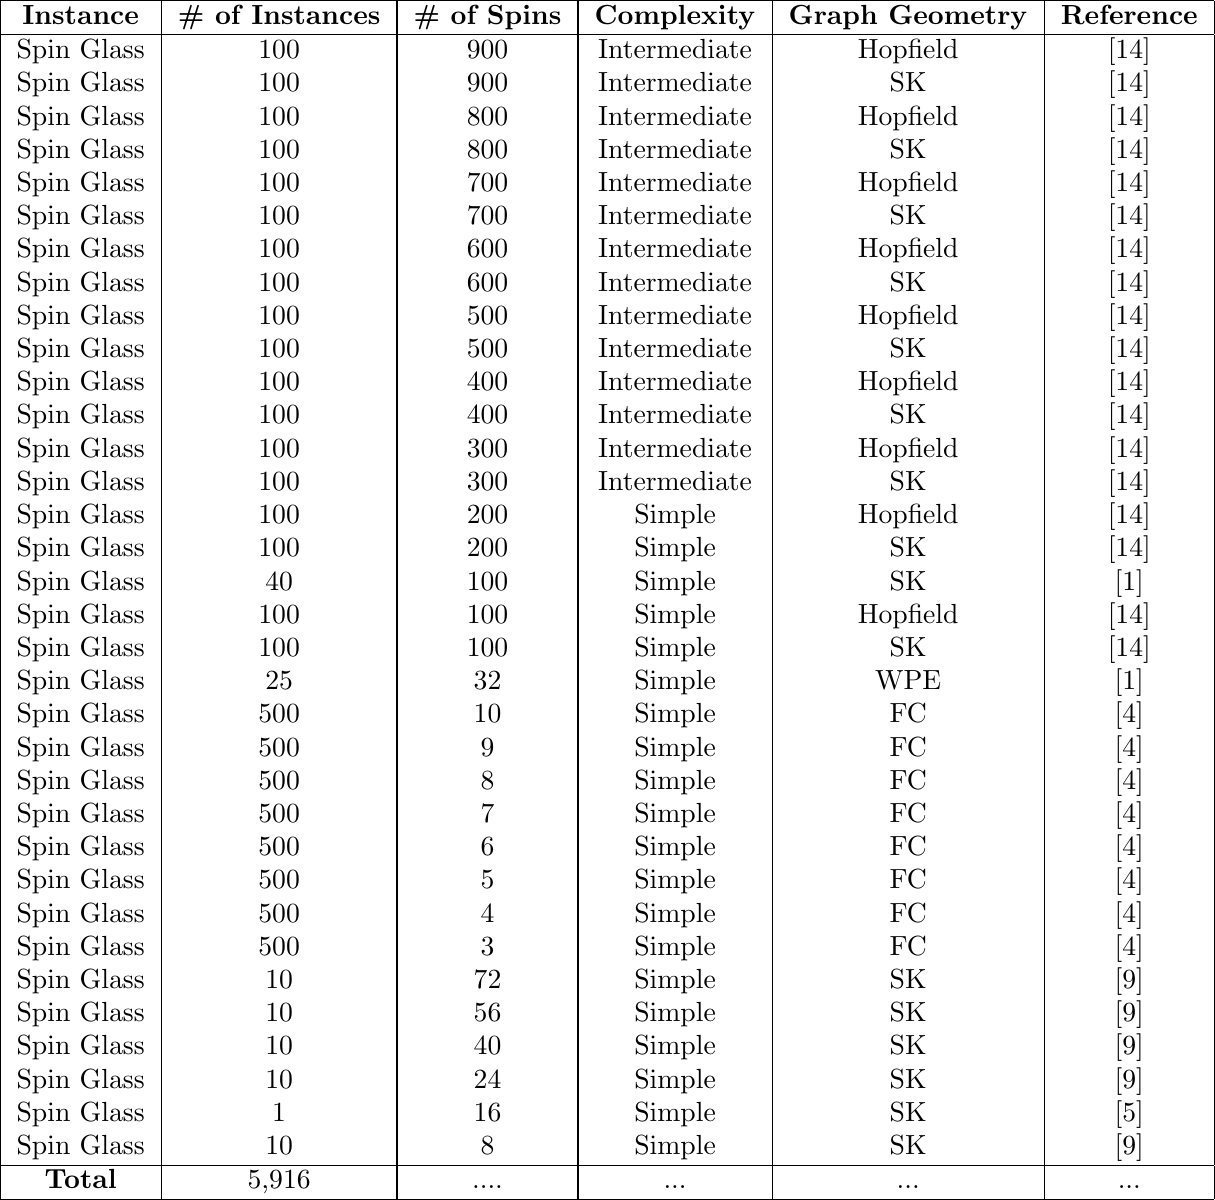 Instance # of Instances # of Spins Complexity Graph Geometry Reference
Spin Glass 100 900 Intermediate Hopfield [14]
Spin Glass 100 900 Intermediate SK [14]
Spin Glass 100 800 Intermediate Hopfield [14]
Spin Glass 100 800 Intermediate SK [14]
Spin Glass 100 700 Intermediate Hopfield [14]
Spin Glass 100 700 Intermediate SK [14]
Spin Glass 100 600 Intermediate Hopfield [14]
Spin Glass 100 600 Intermediate SK [14]
Spin Glass 100 500 Intermediate Hopfield [14]
Spin Glass 100 500 Intermediate SK [14]
Spin Glass 100 400 Intermediate Hopfield [14]
Spin Glass 100 400 Intermediate SK [14]
Spin Glass 100 300 Intermediate Hopfield [14]
Spin Glass 100 300 Intermediate SK [14]
Spin Glass 100 200 Simple Hopfield [14]
Spin Glass 100 200 Simple SK [14]
Spin Glass 40 100 Simple SK [1]
Spin Glass 100 100 Simple Hopfield [14]
Spin Glass 100 100 Simple SK [14]
Spin Glass 25 32 Simple WPE [1]
Spin Glass 500 10 Simple FC [4]
Spin Glass 500 9 Simple FC [4]
Spin Glass 500 8 Simple FC [4]
Spin Glass 500 7 Simple FC [4]
Spin Glass 500 6 Simple FC [4]
Spin Glass 500 5 Simple FC [4]
Spin Glass 500 4 Simple FC [4]
Spin Glass 500 3 Simple FC [4]
Spin Glass 10 72 Simple SK [9]
Spin Glass 10 56 Simple SK [9]
Spin Glass 10 40 Simple SK [9]
Spin Glass 10 24 Simple SK [9]
Spin Glass 1 16 Simple SK [5]
Spin Glass 10 8 Simple SK [9]
Total 5,916 .... ... ... ...